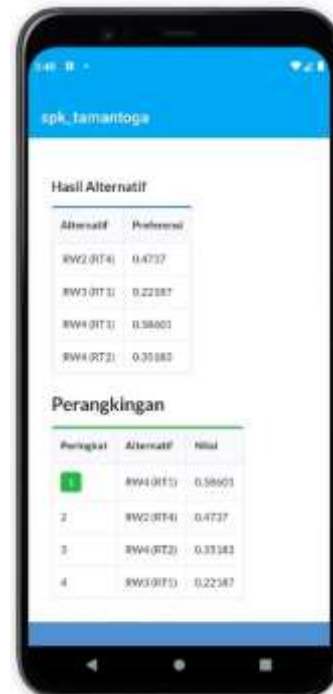 spk_tamantoga
Hasil Alternatif
Alternatif Preferensi
RW2 (RT4) 0.4737
RW3 (RT1) 0.22187
RW4 (RT1) 0.58601
RW4 (RT2) 0.35183
Perangkingan
Peringkat Alternatif Nilai
1 RW4 (RT1) 0.58601
2 RW2 (RT4) 0.4737
3 RW4 (RT2) 0.35183
4 RW3 (RT1) 0.22187